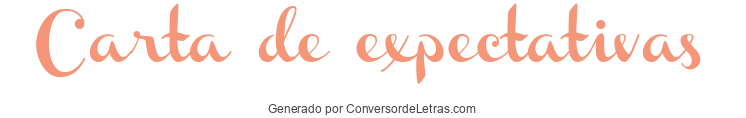 Carta de expectativas
Generado por ConversordeLetras.com